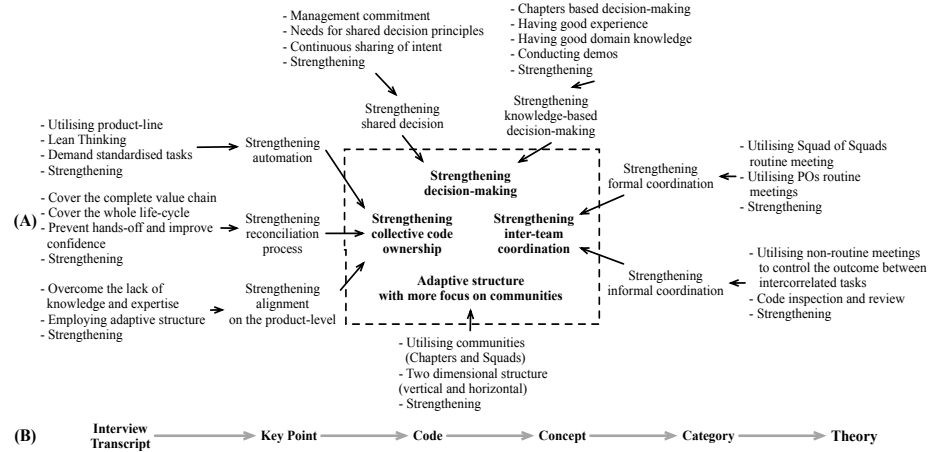 - Management commitment
- Needs for shared decision principles
- Continuous sharing of intent
- Strengthening
- Chapters based decision-making
- Having good experience
- Having good domain knowledge
- Conducting demos
- Strengthening
Strengthening
shared decision
Strengthening
knowledge-based
decision-making
- Utilising product-line
- Lean Thinking
- Demand standardised tasks
- Strengthening
Strengthening
automation
Strengthening
decision-making
Strengthening
formal coordination
- Utilising Squad of Squads
routine meeting
- Utilising POs routine
meetings
- Strengthening
(A)
- Cover the complete value chain
- Cover the whole life-cycle
- Prevent hands-off and improve
confidence
- Strengthening
Strengthening
reconciliation
process
Strengthening
collective code
ownership
Strengthening
inter-team
coordination
- Overcome the lack of
knowledge and expertise
- Employing adaptive structure
- Strengthening
Strengthening
alignment
on the product-level
Adaptive structure
with more focus on communities
Strengthening
informal coordination
- Utilising non-routine meetings
to control the outcome between
intercorrelated tasks
- Code inspection and review
- Strengthening
- Utilising communities
(Chapters and Squads)
- Two dimensional structure
(vertical and horizontal)
- Strengthening
(B)
Interview
Transcript
Key Point
Code
Concept
Category
Theory